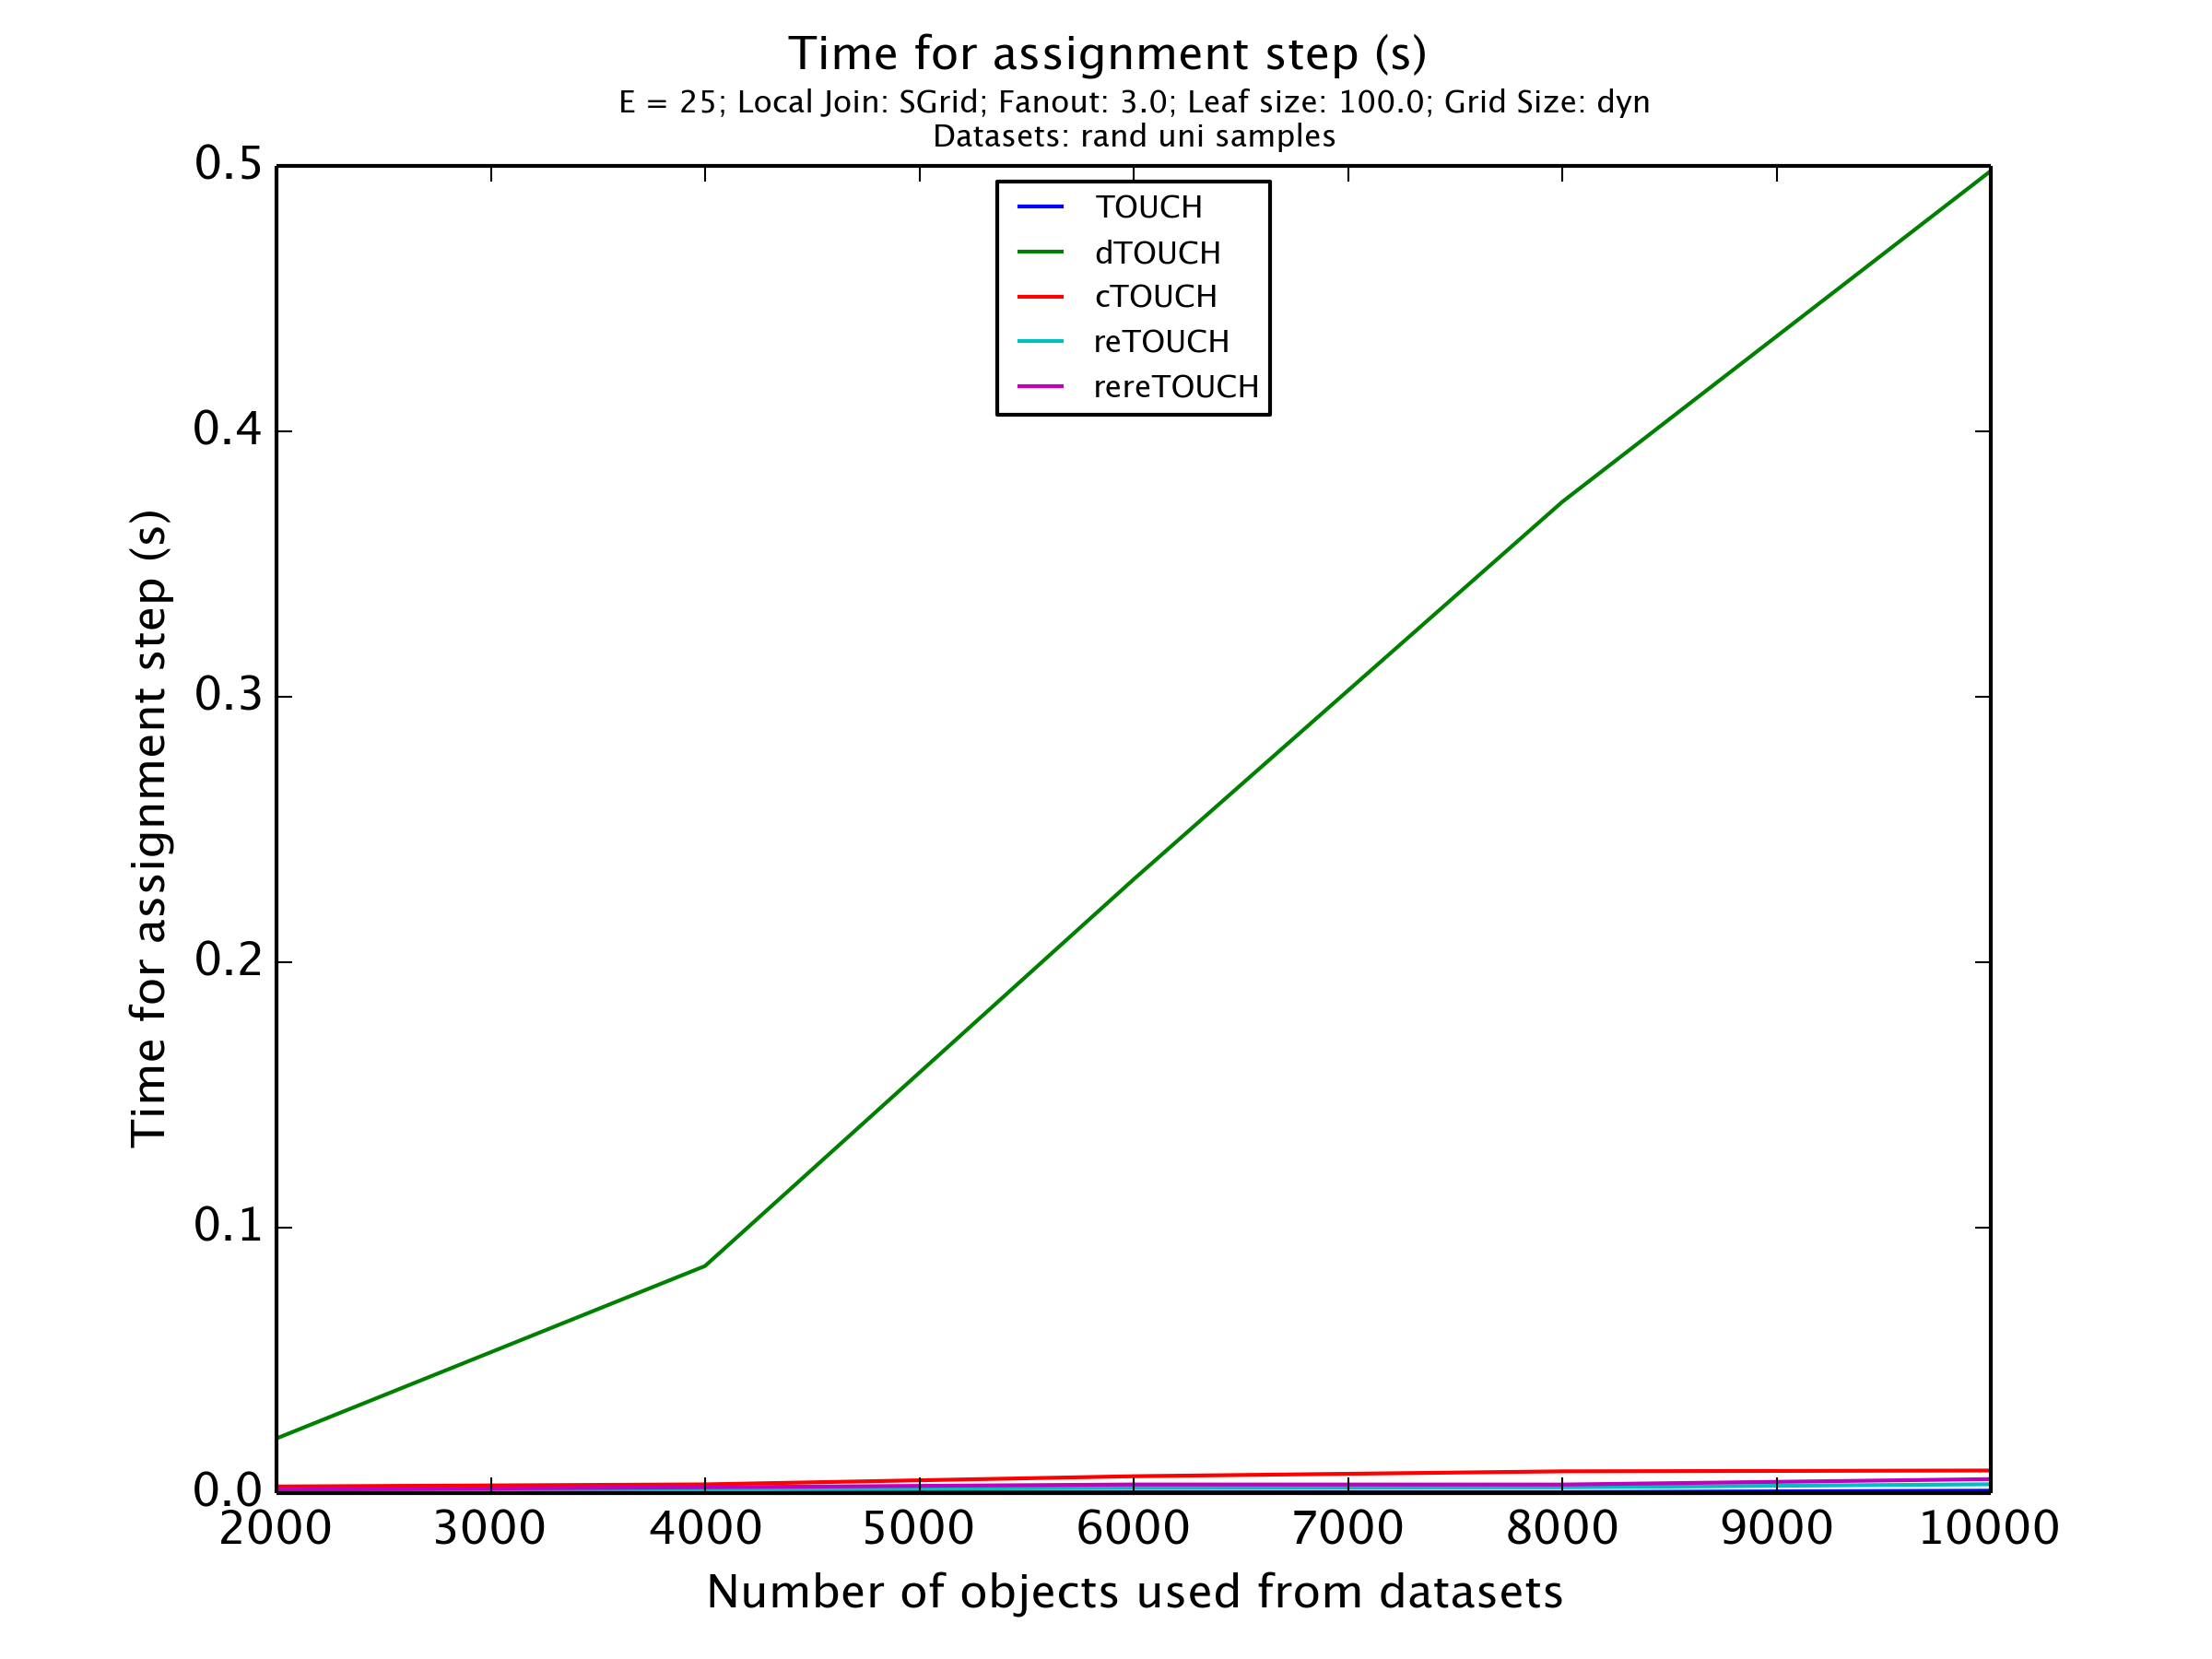 Time for assignment step (s)
E = 25; Local Join: SGrid; Fanout: 3.0; Leaf size: 100.0; Grid Size: dyn
Datasets: rand uni samples
TOUCH
dTOUCH
cTOUCH
reTOUCH
rereTOUCH
Time for assignment step (s)
0.5
0.4
0.3
0.2
0.1
0.0
2000 3000 4000 5000 6000 7000 8000 9000 10000
Number of objects used from datasets